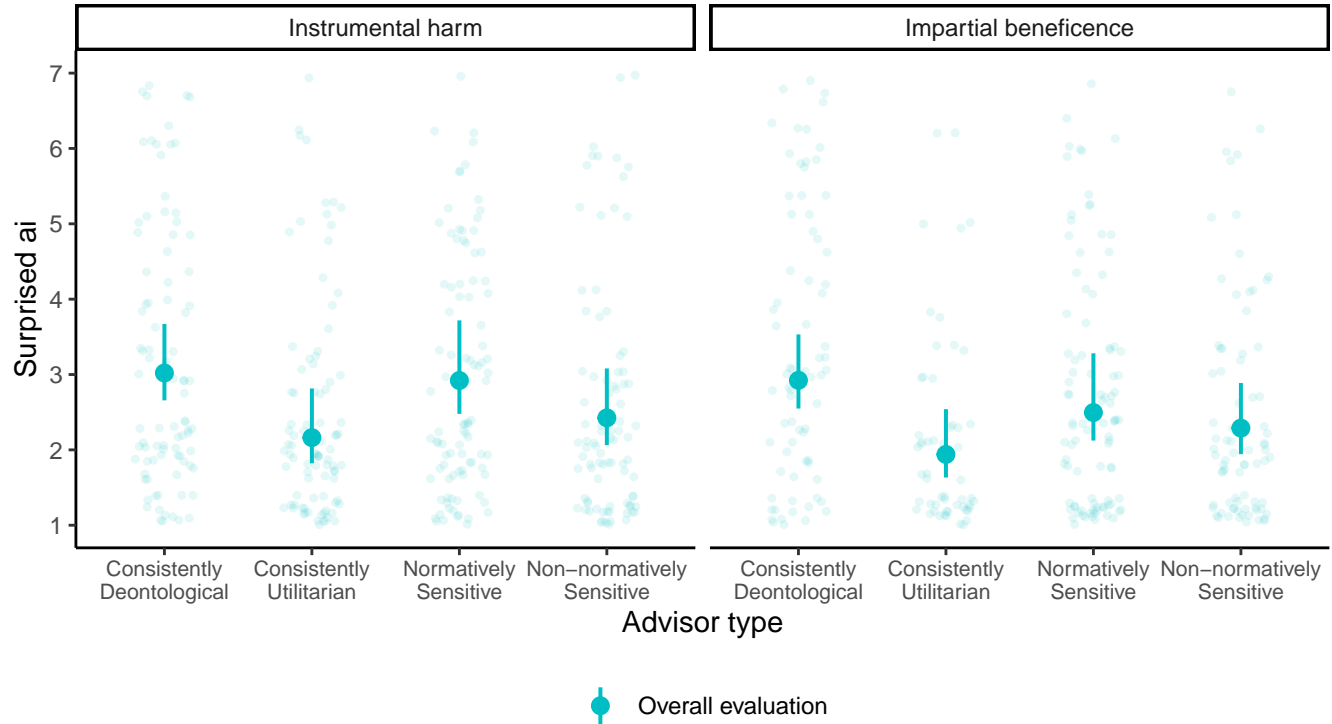 Instrumental harm
Impartial beneficence
Surprised ai
7
6
5
4
3
2
1
Consistently
Deontological
Consistently
Utilitarian
Normatively
Sensitive
Non−normatively
Sensitive
Consistently
Deontological
Consistently
Utilitarian
Normatively
Sensitive
Non−normatively
Sensitive
Advisor type
Overall evaluation